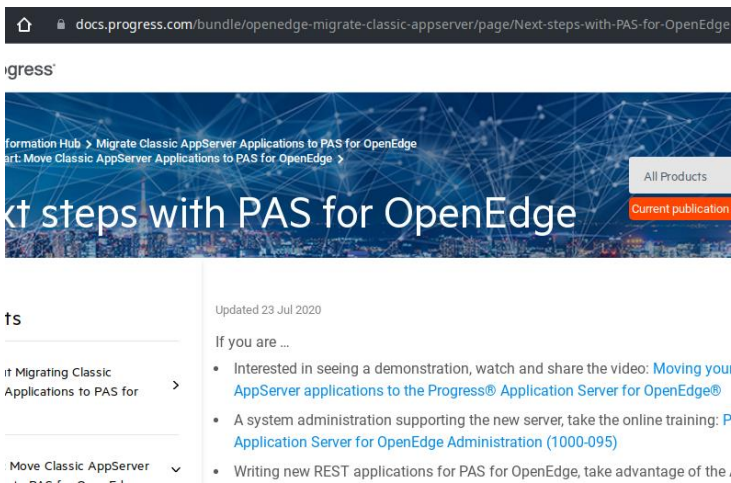 docs.progress.com/bundle/openedge-migrate-classic-appserver/page/Next-steps-with-PAS-for-OpenEdge
ogress
formation Hub > Migrate Classic AppServer Applications to PAS for OpenEdge
art: Move Classic AppServer Applications to PAS for OpenEdge >
xt steps with PAS for OpenEdge
All Products
Current publication
ts
Updated 23 Jul 2020
If you are ...
• Interested in seeing a demonstration, watch and share the video: Moving your
AppServer applications to the Progress® Application Server for OpenEdge®
• A system administration supporting the new server, take the online training: P
Application Server for OpenEdge Administration (1000-095)
• Writing new REST applications for PAS for OpenEdge, take advantage of the
ut Migrating Classic
Applications to PAS for
Move Classic AppServer